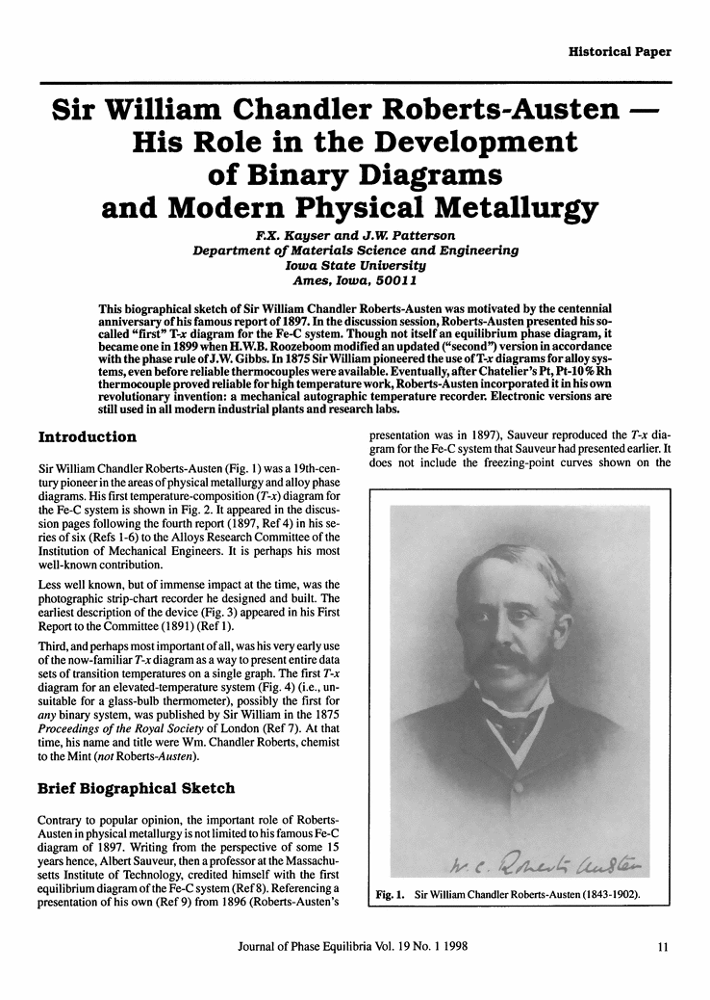 Historical Paper
Sir William Chandler Roberts-Austen —
His Role in the Development
of Binary Diagrams
and Modern Physical Metallurgy
F.X. Kayser and J.W. Patterson
Department of Materials Science and Engineering
Iowa State University
Ames, Iowa, 50011
This biographical sketch of Sir William Chandler Roberts-Austen was motivated by the centennial
anniversary of his famous report of 1897. In the discussion session, Roberts-Austen presented his so-
called “first” T-x diagram for the Fe-C system. Though not itself an equilibrium phase diagram, it
became one in 1899 when H.W.B. Roozeboom modified an updated (“second”) version in accordance
with the phase rule of J.W. Gibbs. In 1875 Sir William pioneered the use of T-x diagrams for alloy sys-
tems, even before reliable thermocouples were available. Eventually, after Chatelier’s Pt, Pt-10% Rh
thermocouple proved reliable for high temperature work, Roberts-Austen incorporated it in his own
revolutionary invention: a mechanical autographic temperature recorder. Electronic versions are
still used in all modern industrial plants and research labs.
Introduction
Sir William Chandler Roberts-Austen (Fig. 1) was a 19th-cen-
tury pioneer in the areas of physical metallurgy and alloy phase
diagrams. His first temperature-composition (T-x) diagram for
the Fe-C system is shown in Fig. 2. It appeared in the discus-
sion pages following the fourth report (1897, Ref 4) in his se-
ries of six (Refs 1-6) to the Alloys Research Committee of the
Institution of Mechanical Engineers. It is perhaps his most
well-known contribution.
Less well known, but of immense impact at the time, was the
photographic strip-chart recorder he designed and built. The
earliest description of the device (Fig. 3) appeared in his First
Report to the Committee (1891) (Ref 1).
Third, and perhaps most important of all, was his very early use
of the now-familiar T-x diagram as a way to present entire data
sets of transition temperatures on a single graph. The first T-x
diagram for an elevated-temperature system (Fig. 4) (i.e., un-
suitable for a glass-bulb thermometer), possibly the first for
any binary system, was published by Sir William in the 1875
Proceedings of the Royal Society of London (Ref 7). At that
time, his name and title were Wm. Chandler Roberts, chemist
to the Mint (not Roberts-Austen).
Brief Biographical Sketch
Contrary to popular opinion, the important role of Roberts-
Austen in physical metallurgy is not limited to his famous Fe-C
diagram of 1897. Writing from the perspective of some 15
years hence, Albert Sauveur, then a professor at the Massachu-
setts Institute of Technology, credited himself with the first
equilibrium diagram of the Fe-C system (Ref 8). Referencing a
presentation of his own (Ref 9) from 1896 (Roberts-Austen’s
presentation was in 1897), Sauveur reproduced the T-x dia-
gram for the Fe-C system that Sauveur had presented earlier. It
does not include the freezing-point curves shown on the
W. C. Roberts Austen
Fig. 1. Sir William Chandler Roberts-Austen (1843-1902).
Journal of Phase Equilibria Vol. 19 No. 1 1998
11